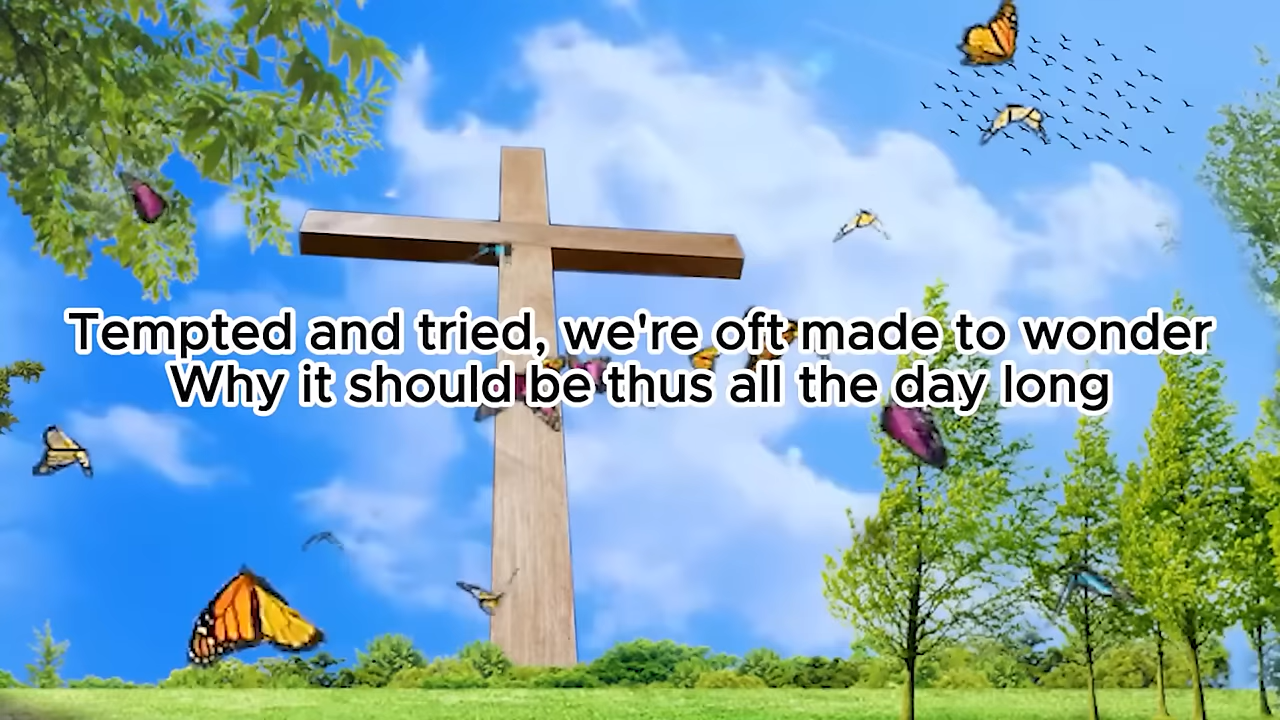 Tempted and tried, we're oft made to wonder
Why it should be thus all the day long